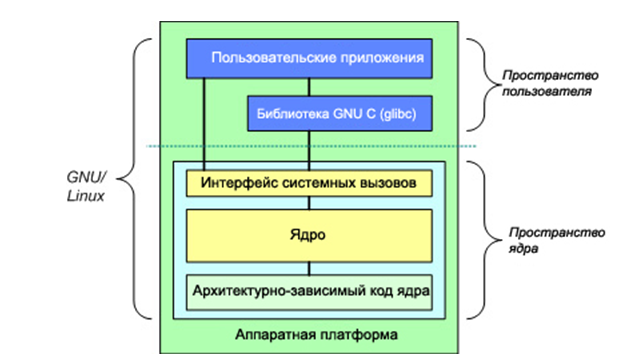 Пользовательские приложения
Пространство
пользователя
Библиотека GNU C (glibc)
GNU/
Linux
Интерфейс системных вызовов
Ядро
Пространство
ядра
Архитектурно-зависимый код ядра
Аппаратная платформа